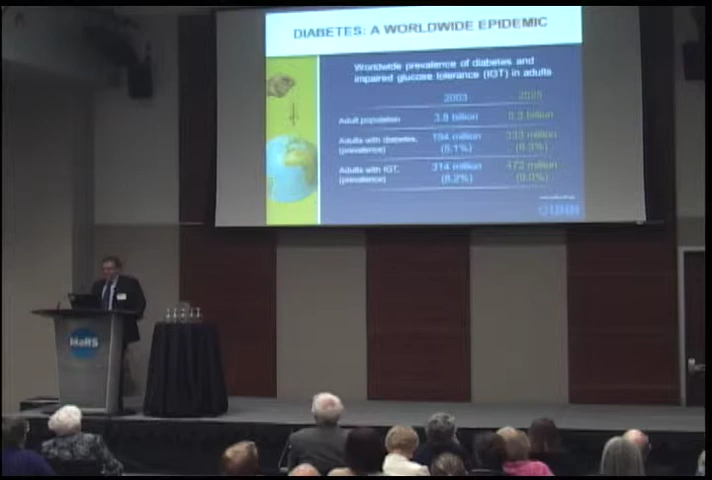 DIABETES: A WORLDWIDE EPIDEMIC
Worldwide prevalence of diabetes and
impaired glucose tolerance (IGT) in adults
2003 2025
Adult population 3.8 billion 5.3 billion
Adults with diabetes, 194 million 333 million
(prevalence) (5.1%) (6.3%)
Adults with IGT, 314 million 472 million
(prevalence) (8.2%) (9.0%)
MaRS